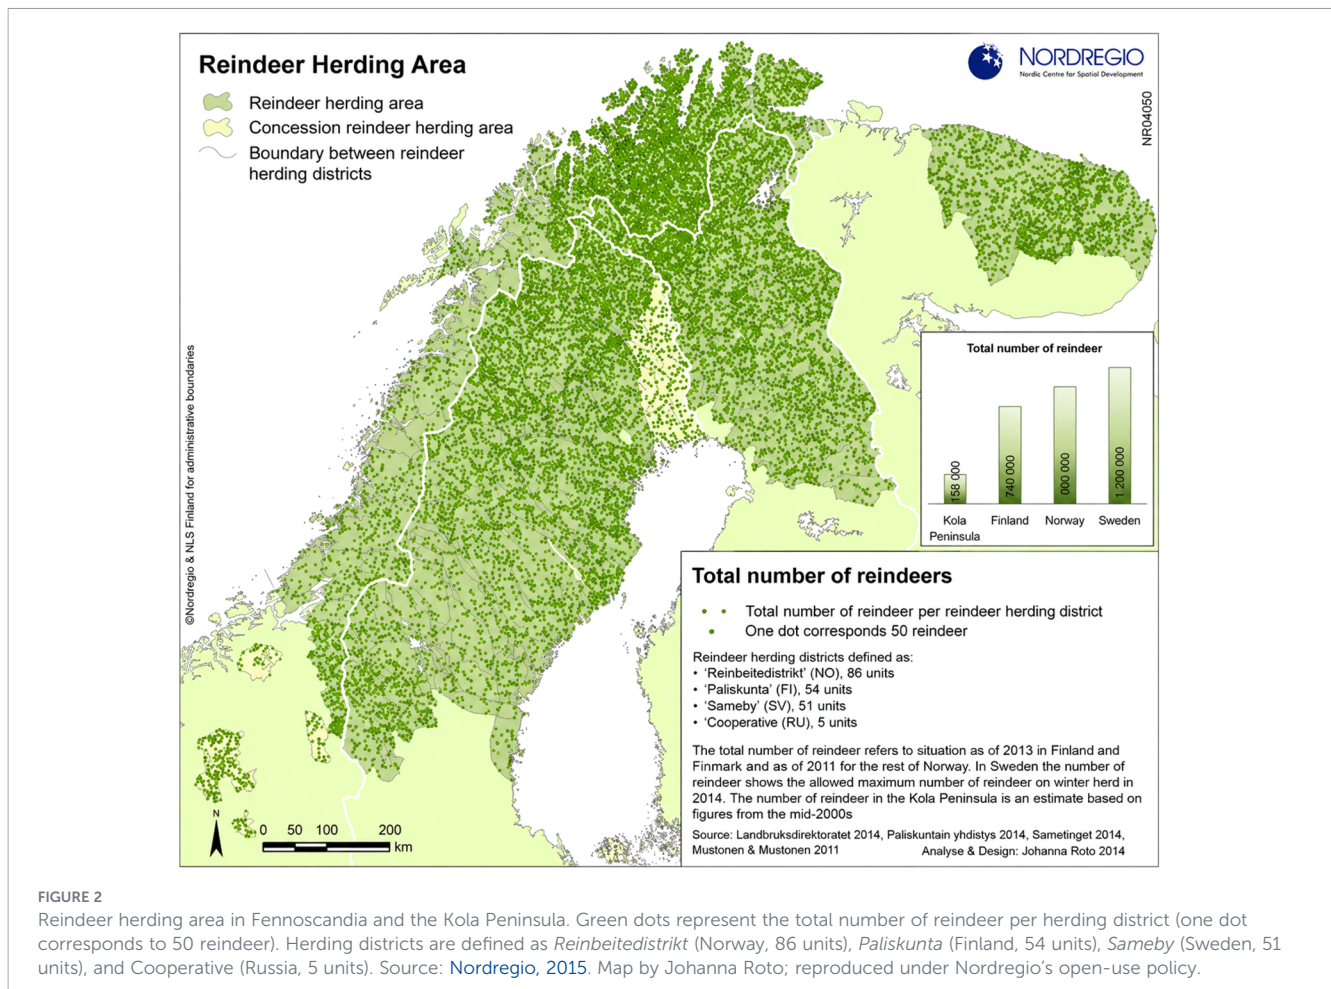 Reindeer Herding Area
Reindeer herding area
Concession reindeer herding area
Boundary between reindeer
herding districts
NORDREGIO
Nordic Centre for Spatial Development
NR04050
©Nordregio & NLS Finland for administrative boundaries
Total number of reindeer
158 000
740 000
000 000
1 200 000
Kola
Peninsula
Finland
Norway
Sweden
N
0 50 100 200
km
Total number of reindeers
Total number of reindeer per reindeer herding district
One dot corresponds 50 reindeer
Reindeer herding districts defined as:
• ‘Reinbeitedistrikt’ (NO), 86 units
• ‘Paliskunta’ (FI), 54 units
• ‘Sameby’ (SV), 51 units
• ‘Cooperative (RU), 5 units
The total number of reindeer refers to situation as of 2013 in Finland and
Finmark and as of 2011 for the rest of Norway. In Sweden the number of
reindeer shows the allowed maximum number of reindeer on winter herd in
2014. The number of reindeer in the Kola Peninsula is an estimate based on
figures from the mid-2000s
Source: Landbruksdirektoratet 2014, Paliskuntain yhdistys 2014, Sametinget 2014,
Mustonen & Mustonen 2011 Analyse & Design: Johanna Roto 2014
FIGURE 2
Reindeer herding area in Fennoscandia and the Kola Peninsula. Green dots represent the total number of reindeer per herding district (one dot
corresponds to 50 reindeer). Herding districts are defined as Reinbeitedistrikt (Norway, 86 units), Paliskunta (Finland, 54 units), Sameby (Sweden, 51
units), and Cooperative (Russia, 5 units). Source: Nordregio, 2015. Map by Johanna Roto; reproduced under Nordregio’s open-use policy.